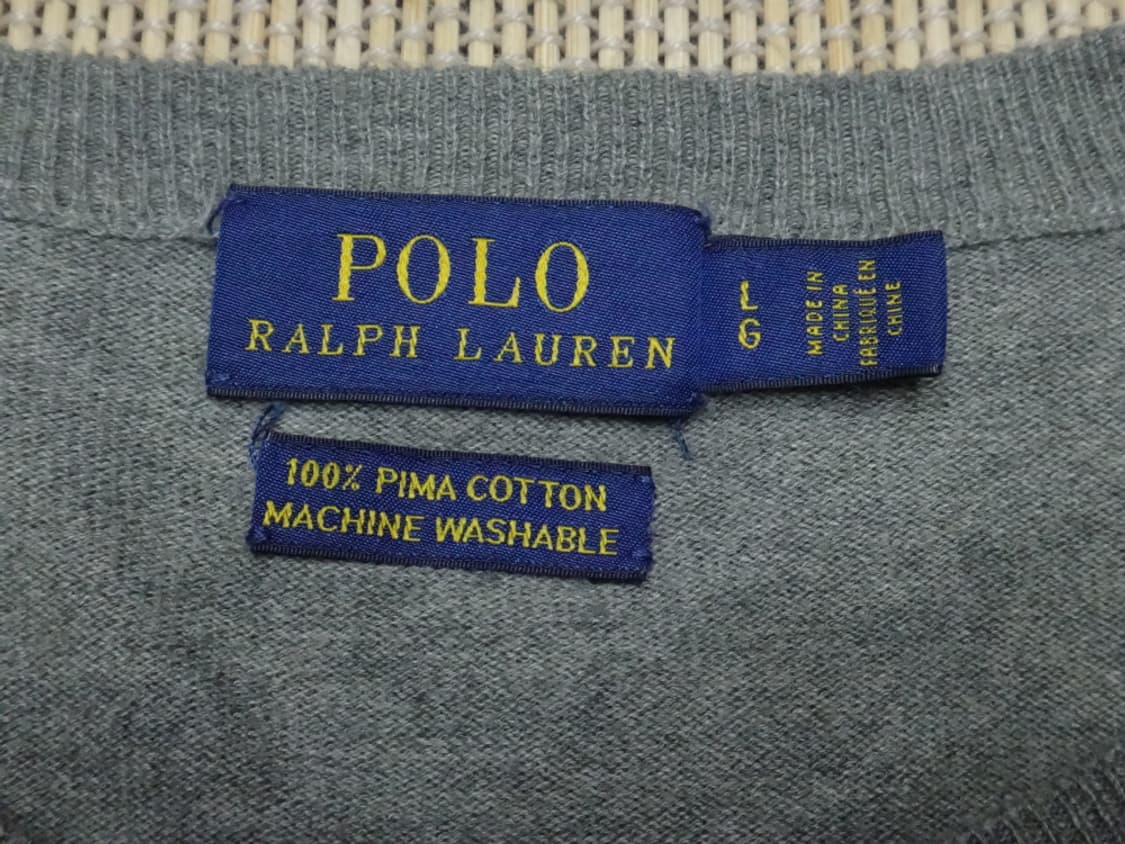 POLO
RALPH LAUREN
L
G
MADE IN
CHINA
FABRIQUÉ EN
CHINE
100% PIMA COTTON
MACHINE WASHABLE